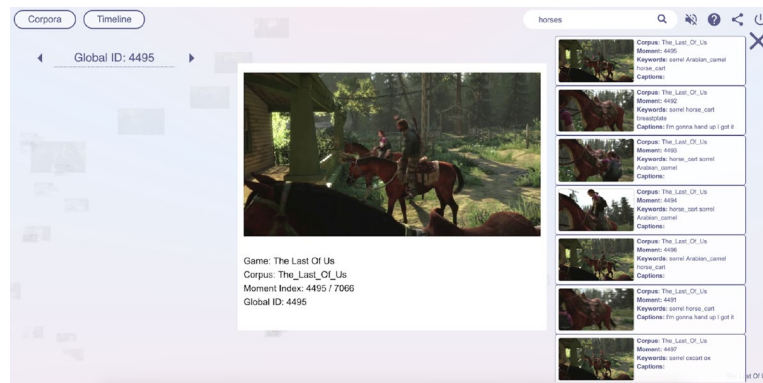 Corpora
Timeline
horses
Global ID: 4495
Game: The Last Of Us
Corpus: The_Last_Of_Us
Moment Index: 4495 / 7066
Global ID: 4495
Corpus: The_Last_Of_Us
Moment: 4495
Keywords: sorrel Arabian_camel
horse_cart
Captions:
Corpus: The_Last_Of_Us
Moment: 4492
Keywords: sorrel horse_cart
breastplate
Captions: I'm gonna hand up I got it
Corpus: The_Last_Of_Us
Moment: 4493
Keywords: horse_cart sorrel
Arabian_camel
Captions:
Corpus: The_Last_Of_Us
Moment: 4494
Keywords: horse_cart sorrel
Arabian_camel
Captions:
Corpus: The_Last_Of_Us
Moment: 4496
Keywords: sorrel Arabian_camel
horse_cart
Captions:
Corpus: The_Last_Of_Us
Moment: 4491
Keywords: sorrel horse_cart
Captions: I'm gonna hand up I got it
Corpus: The_Last_Of_Us
Moment: 4497
Keywords: sorrel oxcart ox
Captions: